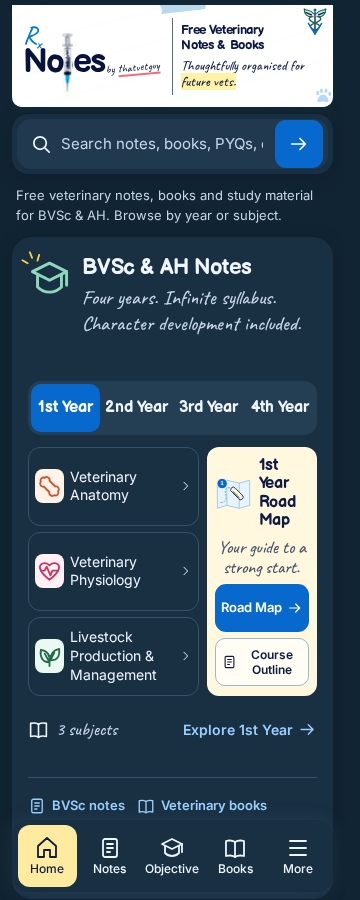 Rx
Notes by thatvetguy
Free Veterinary
Notes & Books
Thoughtfully organised for
future vets.
Search notes, books, PYQs, c
Free veterinary notes, books and study material
for BVSc & AH. Browse by year or subject.
BVSc & AH Notes
Four years. Infinite syllabus.
Character development included.
1st Year 2nd Year 3rd Year 4th Year
Veterinary
Anatomy
Veterinary
Physiology
Livestock
Production &
Management
1st
Year
Road
Map
Your guide to a
strong start.
Road Map →
Course
Outline
3 subjects
Explore 1st Year →
BVSc notes Veterinary books
Home Notes Objective Books More